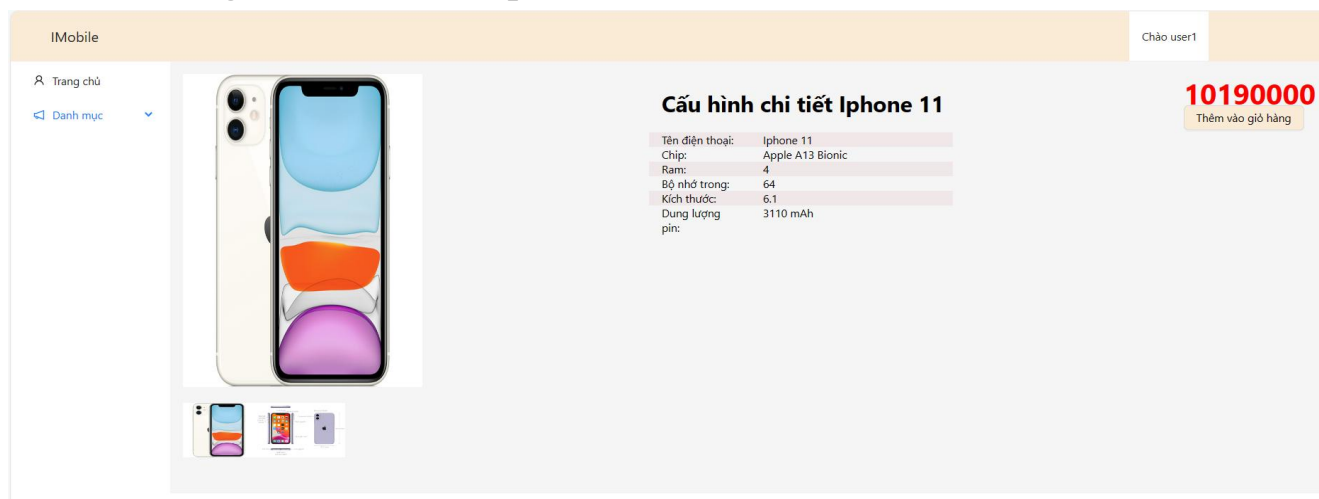 IMobile
Chào user1
Trang chủ
Danh mục
Cấu hình chi tiết Iphone 11
10190000
Thêm vào giỏ hàng
Tên điện thoại: Iphone 11
Chip: Apple A13 Bionic
Ram: 4
Bộ nhớ trong: 64
Kích thước: 6.1
Dung lượng 3110 mAh
pin: